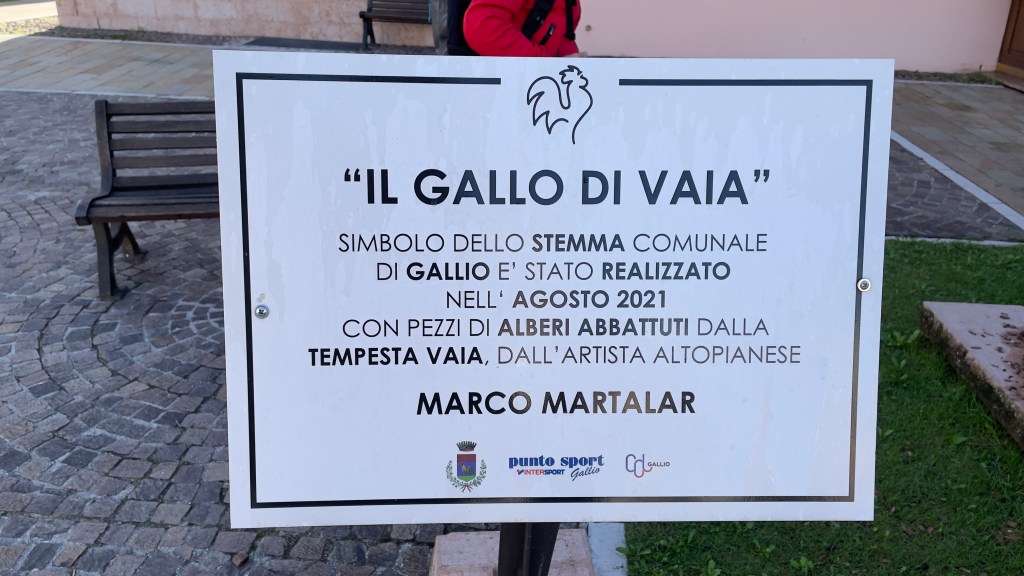 “IL GALLO DI VAIA”
SIMBOLO DELLO STEMMA COMUNALE
DI GALLIO E’ STATO REALIZZATO
NELL‘ AGOSTO 2021
CON PEZZI DI ALBERI ABBATTUTI DALLA
TEMPESTA VAIA, DALL’ARTISTA ALTOPIANESE
MARCO MARTALAR
punto sport
INTERSPORT Gallio
GALLIO